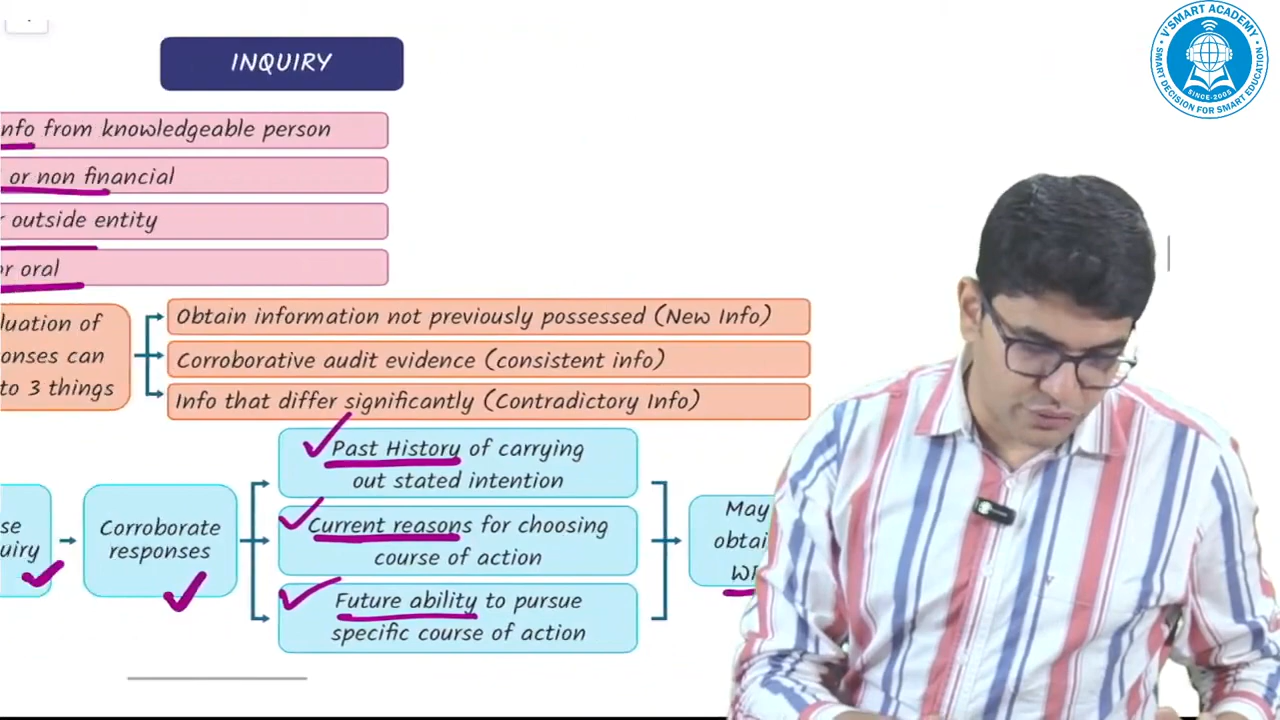 INQUIRY
V'SMART ACADEMY
SMART DECISION FOR SMART EDUCATION
SINCE-2005
nfo from knowledgeable person
or non financial
outside entity
or oral
luation of
onses can
to 3 things
Obtain information not previously possessed (New Info)
Corroborative audit evidence (consistent info)
Info that differ significantly (Contradictory Info)
se
uiry
Corroborate
responses
Past History of carrying
out stated intention
Current reasons for choosing
course of action
Future ability to pursue
specific course of action
May
obtai